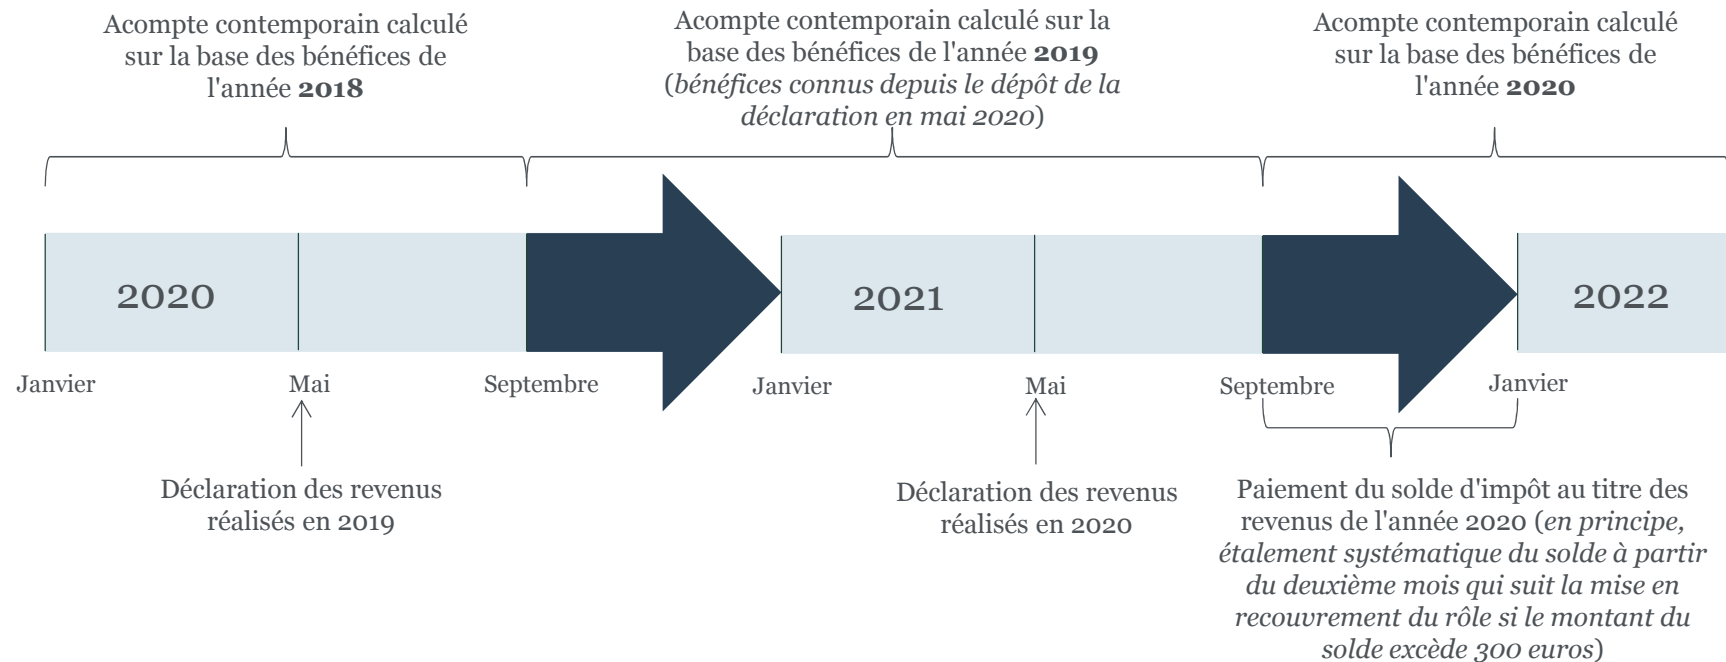 Acompte contemporain calculé
sur la base des bénéfices de
l'année 2018
Acompte contemporain calculé sur la
base des bénéfices de l'année 2019
(bénéfices connus depuis le dépôt de la
déclaration en mai 2020)
Acompte contemporain calculé
sur la base des bénéfices de
l'année 2020
2020
2021
2022
Janvier
Mai
Septembre
Janvier
Mai
Septembre
Janvier
Déclaration des revenus
réalisés en 2019
Déclaration des revenus
réalisés en 2020
Paiement du solde d'impôt au titre des
revenus de l'année 2020 (en principe,
étalement systématique du solde à partir
du deuxième mois qui suit la mise en
recouvrement du rôle si le montant du
solde excède 300 euros)